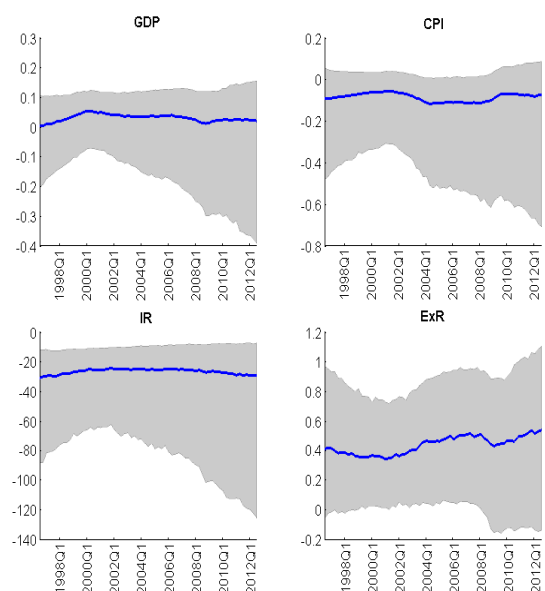 GDP
0.3
0.2
0.1
0
-0.1
-0.2
-0.3
-0.4
1998Q1
2000Q1
2002Q1
2004Q1
2006Q1
2008Q1
2010Q1
2012Q1
CPI
0.2
0
-0.2
-0.4
-0.6
-0.8
1998Q1
2000Q1
2002Q1
2004Q1
2006Q1
2008Q1
2010Q1
2012Q1
IR
0
-20
-40
-60
-80
-100
-120
-140
1998Q1
2000Q1
2002Q1
2004Q1
2006Q1
2008Q1
2010Q1
2012Q1
ExR
1.2
1
0.8
0.6
0.4
0.2
0
-0.2
1998Q1
2000Q1
2002Q1
2004Q1
2006Q1
2008Q1
2010Q1
2012Q1